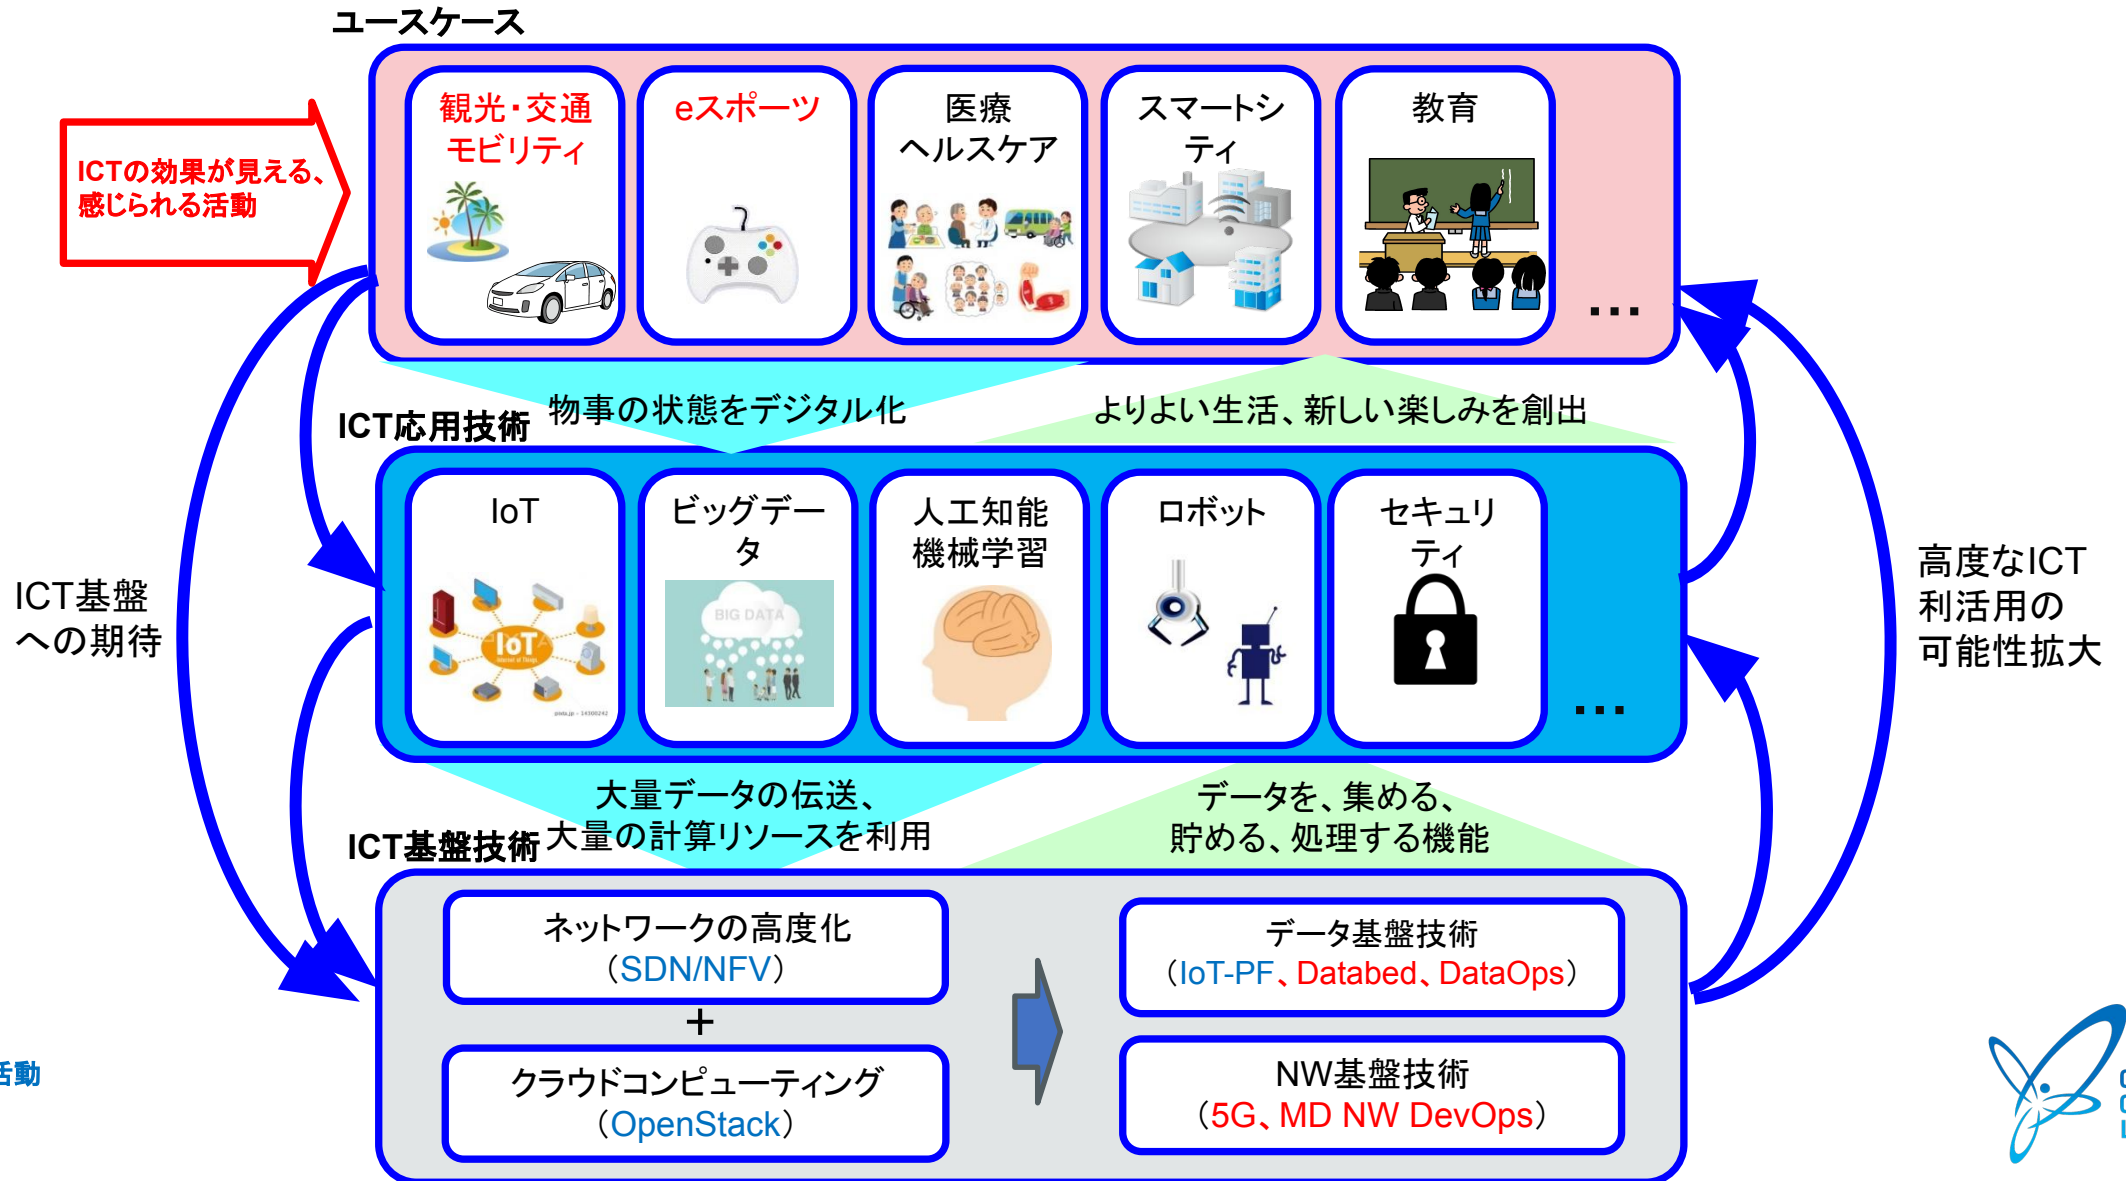 ユースケース
観光・交通
モビリティ
eスポーツ
医療
ヘルスケア
スマートシ
ティ
教育
…
ICTの効果が見える、
感じられる活動
物事の状態をデジタル化
よりよい生活、新しい楽しみを創出
ICT応用技術
IoT
ビッグデー
タ
人工知能
機械学習
ロボット
セキュリ
ティ
IoT
Internet of Things
BIG DATA
pixta.jp - 14300242
…
ICT基盤
への期待
高度なICT
利活用の
可能性拡大
大量データの伝送、
大量の計算リソースを利用
データを、集める、
貯める、処理する機能
ICT基盤技術
ネットワークの高度化
（SDN/NFV）
+
クラウドコンピューティング
（OpenStack）
データ基盤技術
（IoT-PF、Databed、DataOps）
NW基盤技術
（5G、MD NW DevOps）
活動